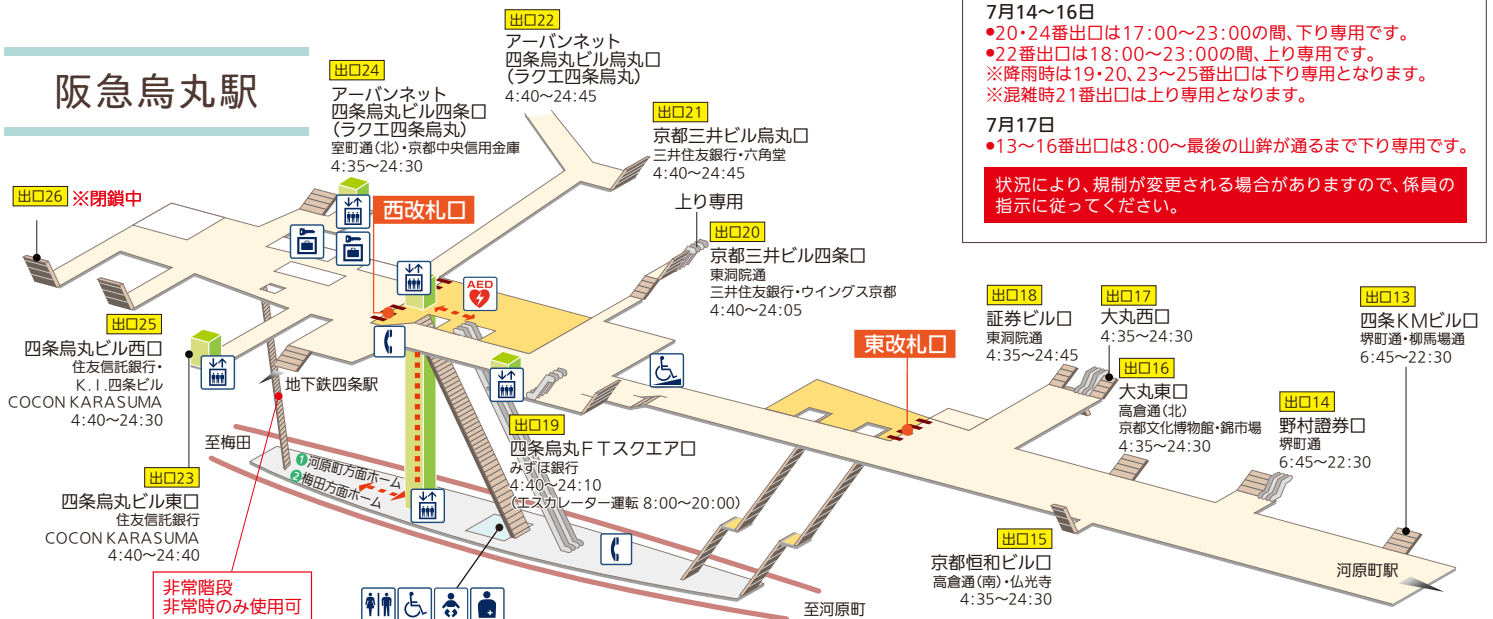 阪急烏丸駅
出口22
アーバンネット
四条烏丸ビル烏丸口
(ラクエ四条烏丸)
4:40〜24:45
出口24
アーバンネット
四条烏丸ビル四条口
(ラクエ四条烏丸)
室町通(北)・京都中央信用金庫
4:35〜24:30
出口21
京都三井ビル烏丸口
三井住友銀行・六角堂
4:40〜24:45
7月14〜16日
●20・24番出口は17:00〜23:00の間、下り専用です。
●22番出口は18:00〜23:00の間、上り専用です。
※降雨時は19・20、23〜25番出口は下り専用となります。
※混雑時21番出口は上り専用となります。
7月17日
●13〜16番出口は8:00〜最後の山鉾が通るまで下り専用です。
状況により、規制が変更される場合がありますので、係員の
指示に従ってください。
出口26 ※閉鎖中
西改札口
上り専用
出口20
京都三井ビル四条口
東洞院通
三井住友銀行・ウイングス京都
4:40〜24:05
AED
出口18
証券ビル口
東洞院通
4:35〜24:45
出口17
大丸西口
4:35〜24:30
出口13
四条KMビル口
堺町通・柳馬場通
6:45〜22:30
出口25
四条烏丸ビル西口
住友信託銀行・
K.I.四条ビル
COCON KARASUMA
4:40〜24:30
地下鉄四条駅
東改札口
出口16
大丸東口
高倉通(北)
京都文化博物館・錦市場
4:35〜24:30
出口14
野村證券口
堺町通
6:45〜22:30
出口19
四条烏丸FTスクエア口
みずほ銀行
4:40〜24:10
(エスカレーター運転 8:00〜20:00)
至梅田
1河原町方面ホーム
2梅田方面ホーム
出口23
四条烏丸ビル東口
住友信託銀行
COCON KARASUMA
4:40〜24:40
出口15
京都恒和ビル口
高倉通(南)・仏光寺
4:35〜24:30
河原町駅
非常階段
非常時のみ使用可
至河原町